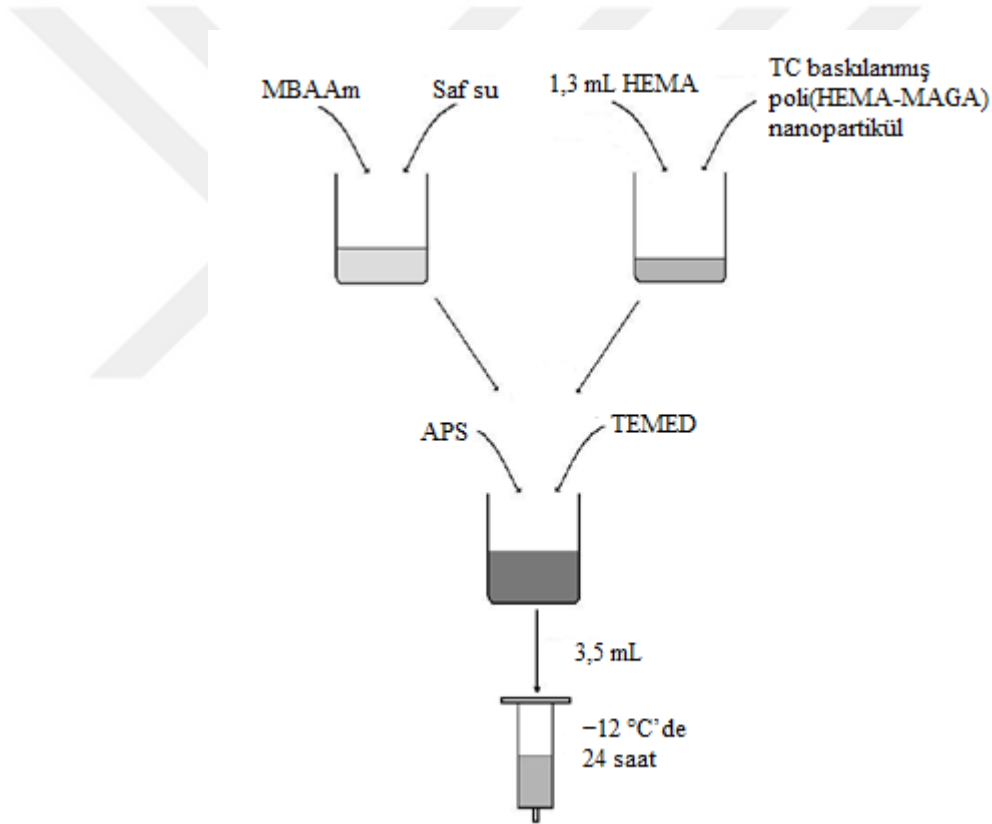 MBAAm
Saf su
1,3 mL HEMA
TC baskılanmış
poli(HEMA-MAGA)
nanopartikül
APS
TEMED
3,5 mL
−12 °C’de
24 saat